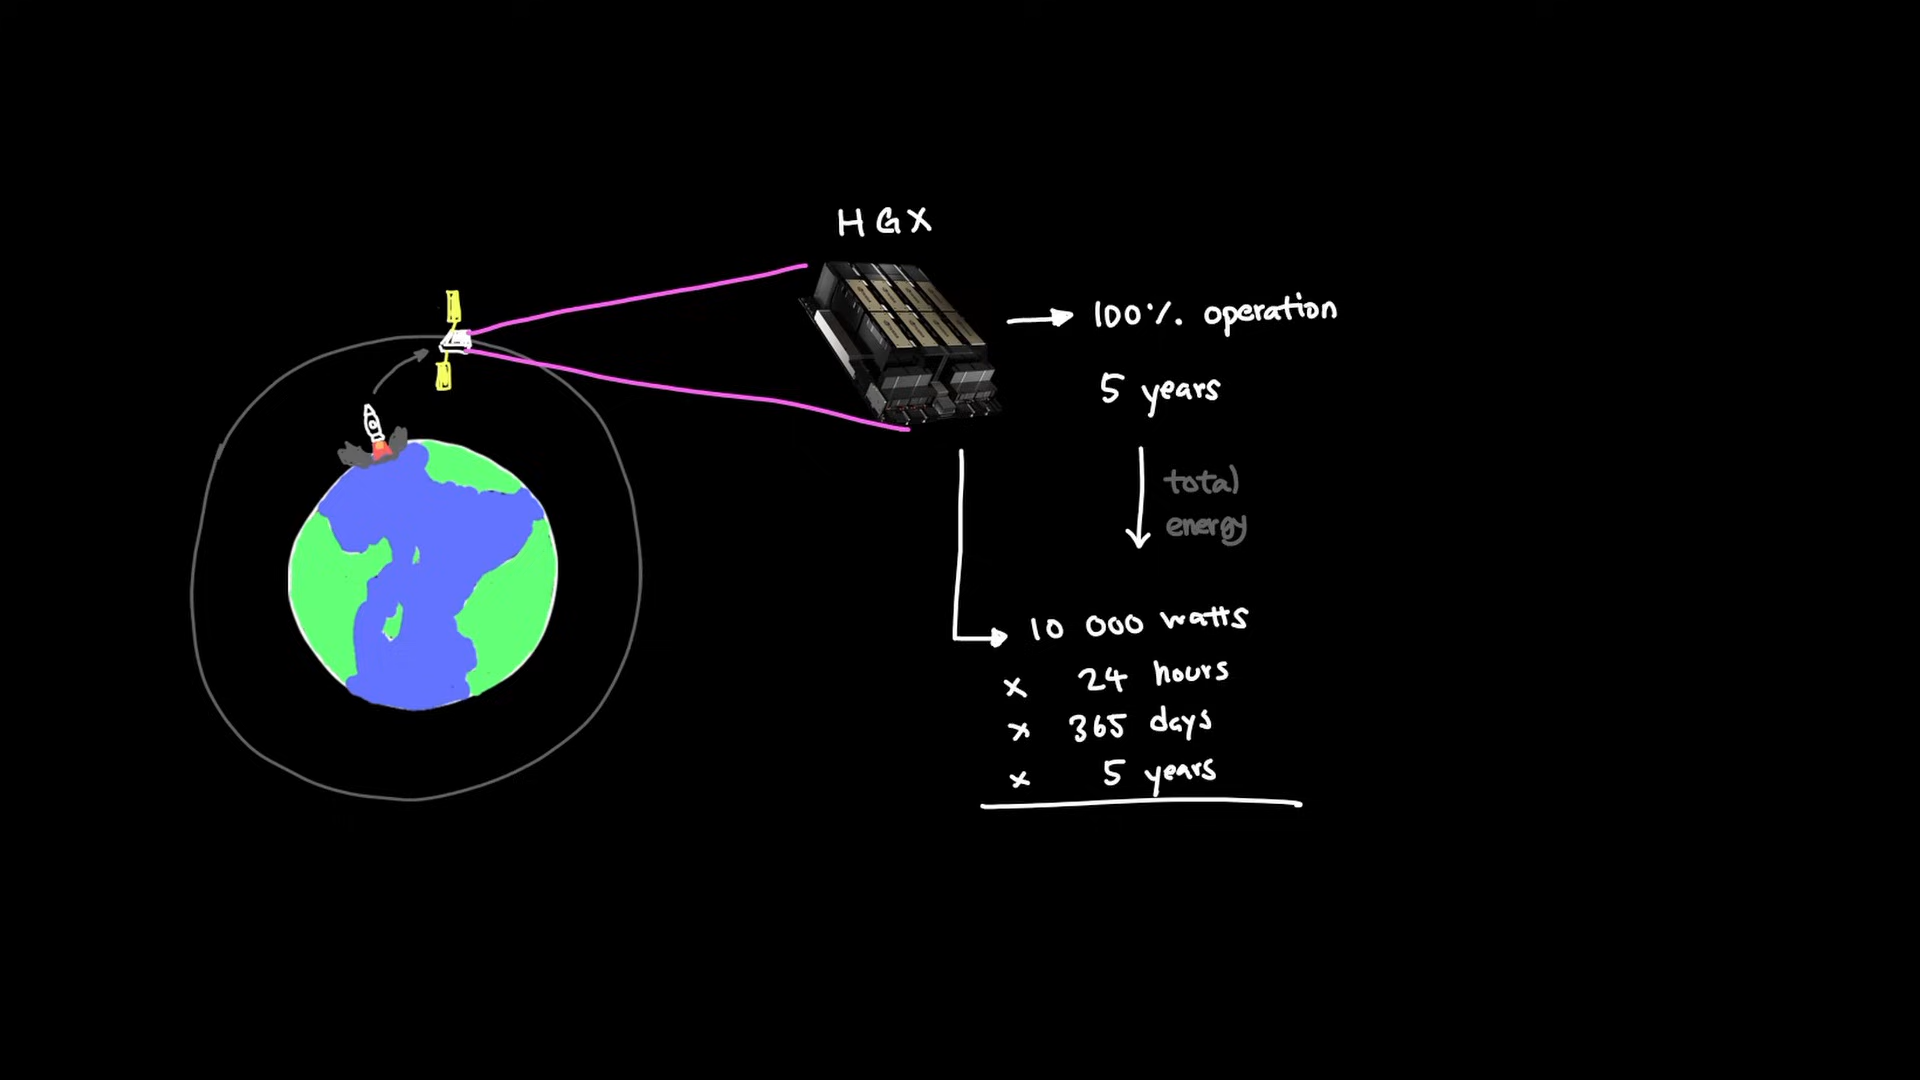 HGX
100% operation
5 years
total
energy
10 000 watts
x 24 hours
x 365 days
x 5 years